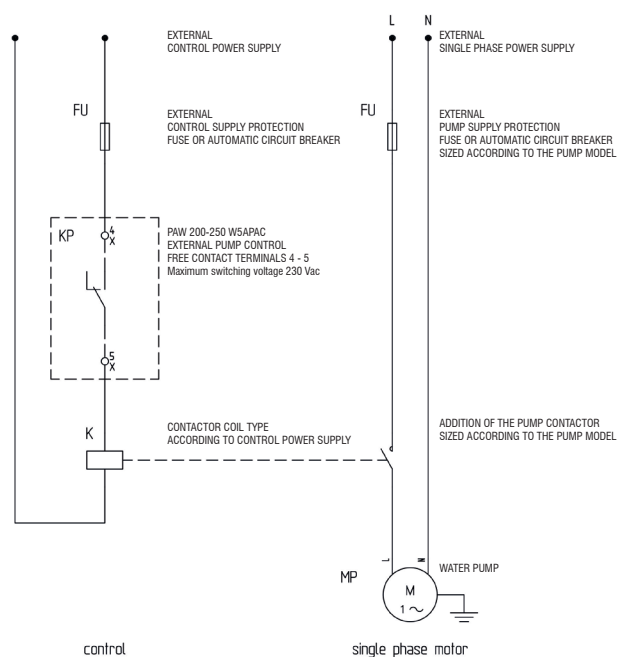 L N
EXTERNAL
CONTROL POWER SUPPLY
EXTERNAL
SINGLE PHASE POWER SUPPLY
FU
EXTERNAL
CONTROL SUPPLY PROTECTION
FUSE OR AUTOMATIC CIRCUIT BREAKER
FU
EXTERNAL
PUMP SUPPLY PROTECTION
FUSE OR AUTOMATIC CIRCUIT BREAKER
SIZED ACCORDING TO THE PUMP MODEL
KP
4
X
PAW 200-250 W5APAC
EXTERNAL PUMP CONTROL
FREE CONTACT TERMINALS 4 - 5
Maximum switching voltage 230 Vac
5
X
K
CONTACTOR COIL TYPE
ACCORDING TO CONTROL POWER SUPPLY
ADDITION OF THE PUMP CONTACTOR
SIZED ACCORDING TO THE PUMP MODEL
L N
MP
M
1 ~
WATER PUMP
control
single phase motor